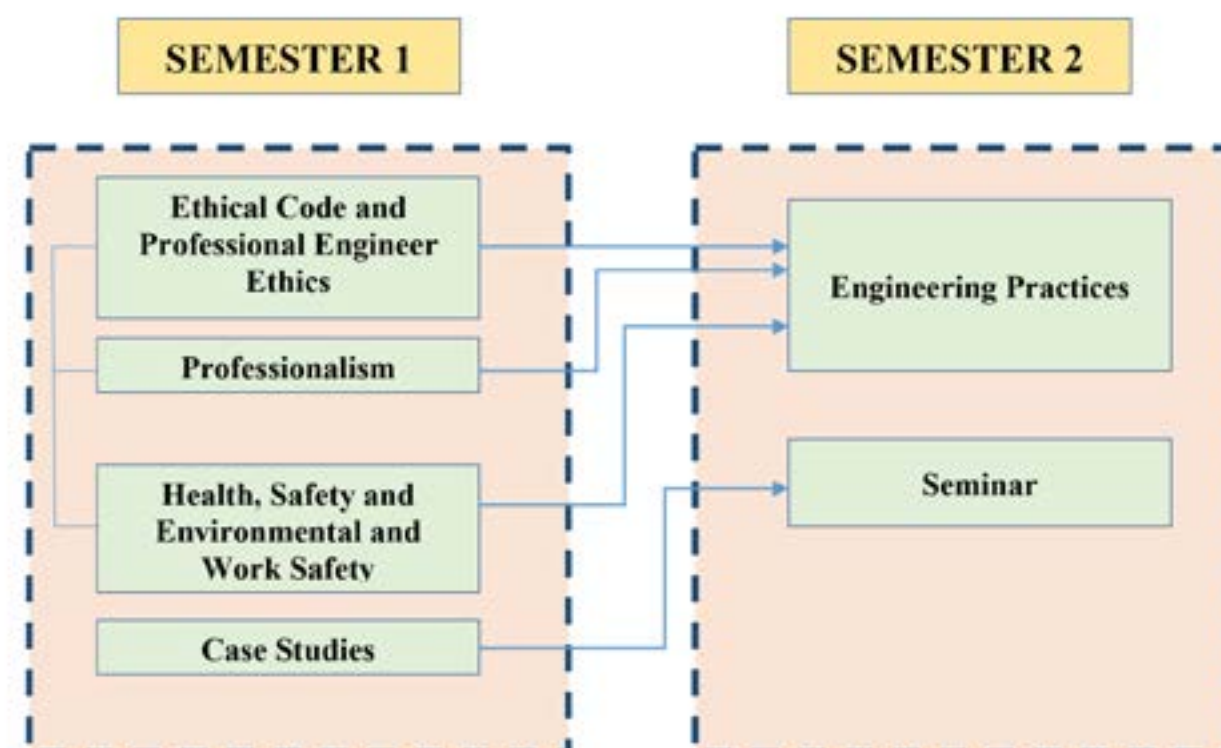 SEMESTER 1
SEMESTER 2
Ethical Code and
Professional Engineer
Ethics
Professionalism
Health, Safety and
Environmental and
Work Safety
Case Studies
Engineering Practices
Seminar